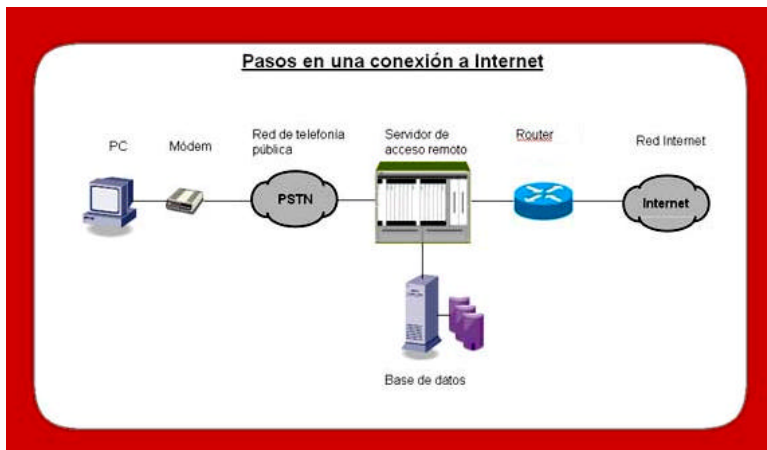 Pasos en una conexión a Internet
PC
Módem
Red de telefonía
pública
Servidor de
acceso remoto
Router
Red Internet
PSTN
Internet
Base de datos